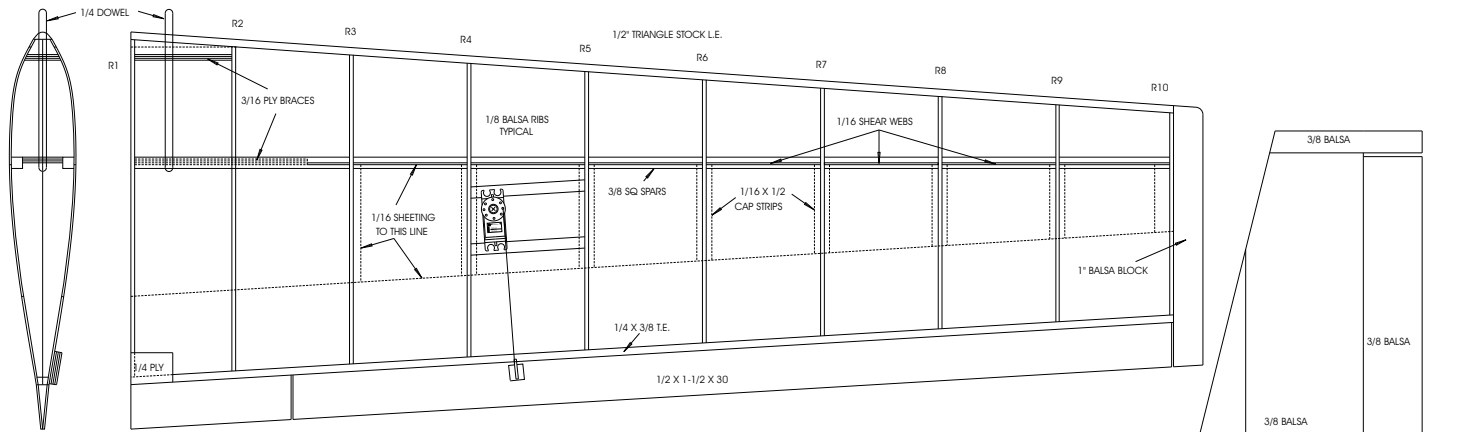 1/4 DOWEL
R2
R3
R4
R5
1/2" TRIANGLE STOCK L.E.
R6
R7
R8
R9
R10
R1
3/16 PLY BRACES
1/8 BALSA RIBS
TYPICAL
1/16 SHEAR WEBS
3/8 BALSA
3/8 SQ SPARS
1/16 X 1/2
CAP STRIPS
1/16 SHEETING
TO THIS LINE
1" BALSA BLOCK
1/4 X 3/8 T.E.
3/8 BALSA
1/4 PLY
1/2 X 1-1/2 X 30
3/8 BALSA